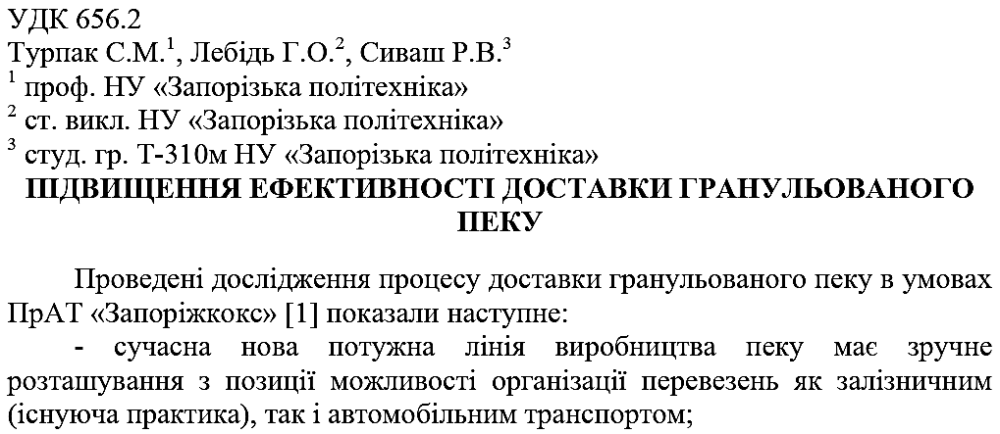 УДК 656.2
Турпак С.М.¹, Лебідь Г.О.², Сиваш Р.В.³
¹ проф. НУ «Запорізька політехніка»
² ст. викл. НУ «Запорізька політехніка»
³ студ. гр. Т-310м НУ «Запорізька політехніка»
ПІДВИЩЕННЯ ЕФЕКТИВНОСТІ ДОСТАВКИ ГРАНУЛЬОВАНОГО
ПЕКУ
Проведені дослідження процесу доставки гранульованого пеку в умовах
ПрАТ «Запоріжкокс» [1] показали наступне:
- сучасна нова потужна лінія виробництва пеку має зручне
розташування з позиції можливості організації перевезень як залізничним
(існуюча практика), так і автомобільним транспортом;